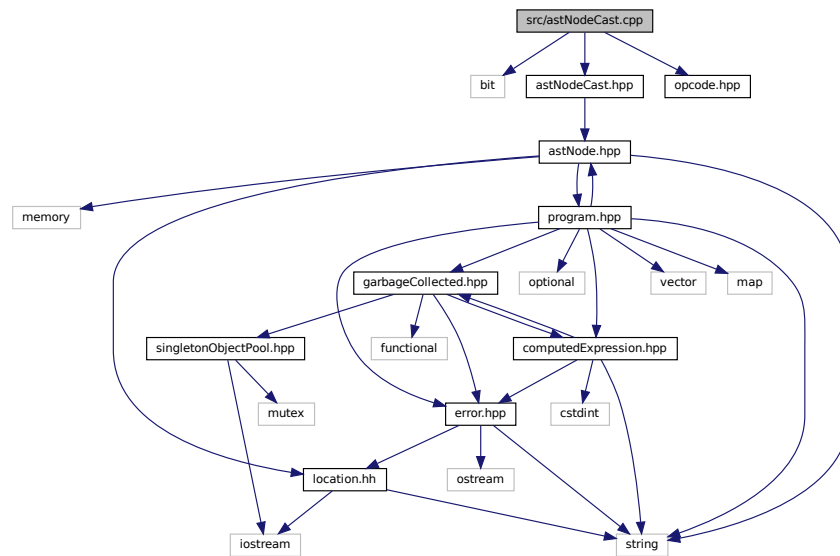 src/astNodeCast.cpp
bit
astNodeCast.hpp
opcode.hpp
astNode.hpp
memory
program.hpp
garbageCollected.hpp
optional
vector
map
singletonObjectPool.hpp
functional
computedExpression.hpp
mutex
error.hpp
cstdint
location.hh
ostream
iostream
string